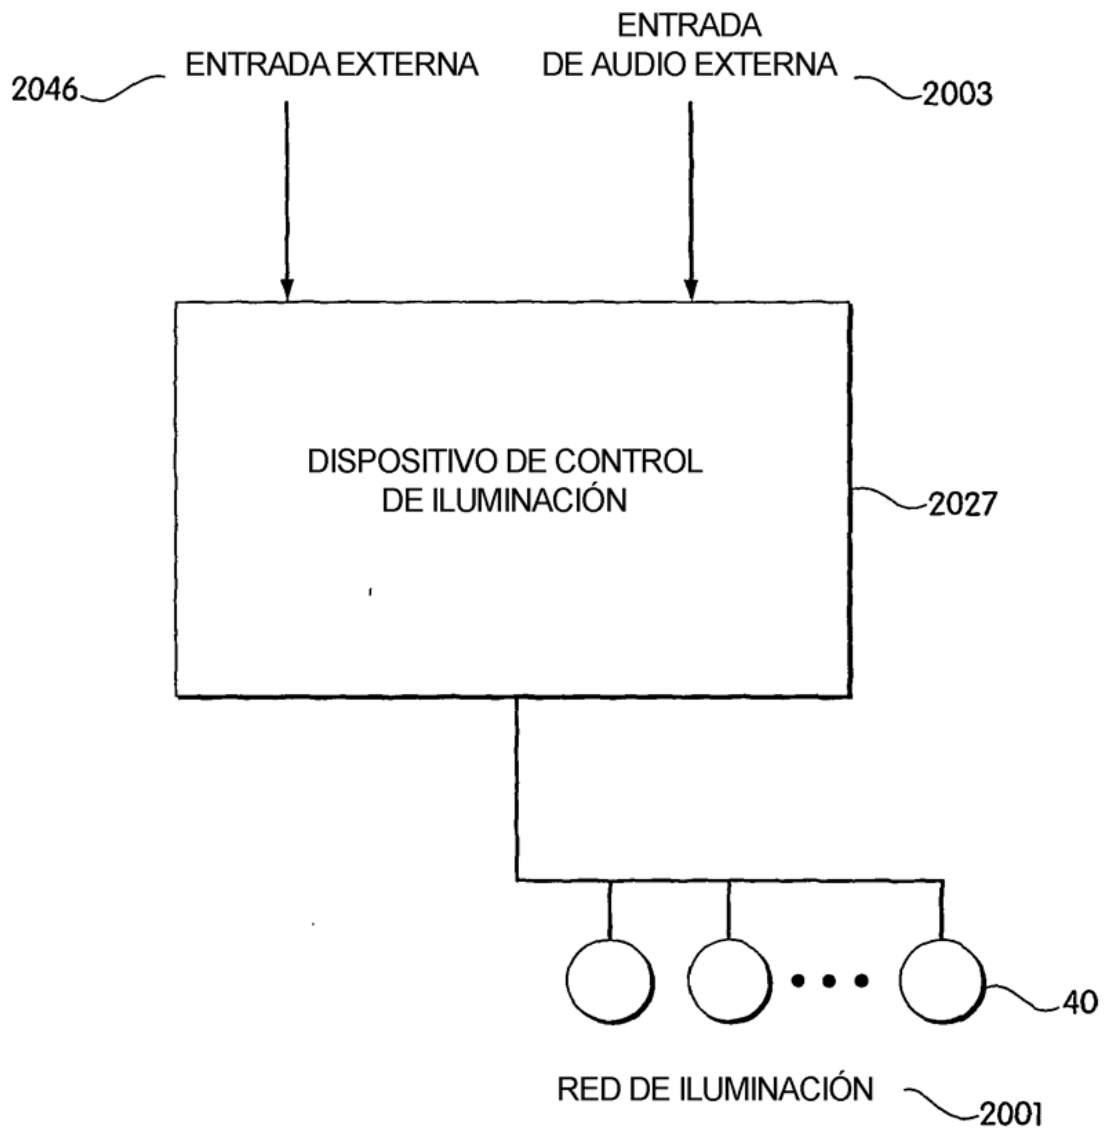 ENTRADA EXTERNA
2046
ENTRADA
DE AUDIO EXTERNA
2003
DISPOSITIVO DE CONTROL
DE ILUMINACIÓN
2027
40
RED DE ILUMINACIÓN
2001